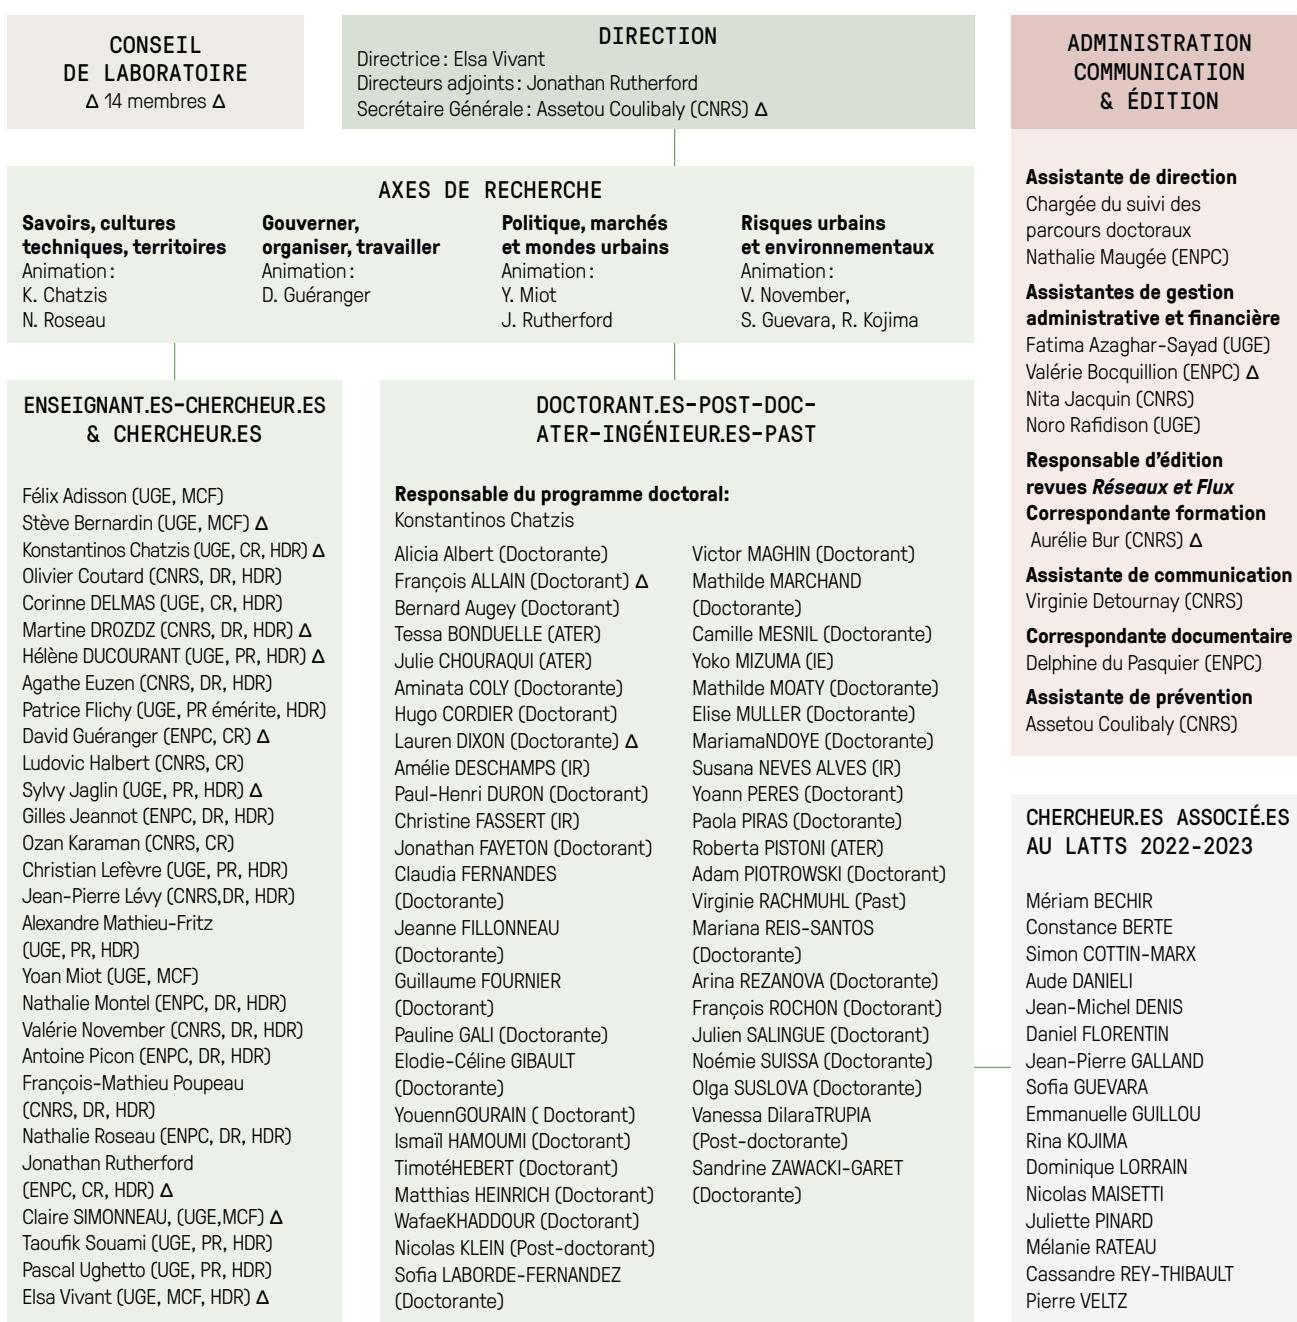 CONSEIL
DE LABORATOIRE
Δ 14 membres Δ
DIRECTION
Directrice : Elsa Vivant
Directeurs adjoints : Jonathan Rutherford
Secrétaire Générale : Assetou Coulibaly (CNRS) Δ
AXES DE RECHERCHE
Savoirs, cultures
techniques, territoires
Animation :
K. Chatzis
N. Roseau
Gouverner,
organiser, travailler
Animation :
D. Guéranger
Politique, marchés
et mondes urbains
Animation :
Y. Miot
J. Rutherford
Risques urbains
et environnementaux
Animation :
V. November,
S. Guevara, R. Kojima
ENSEIGNANT.ES-CHERCHEUR.ES
& CHERCHEUR.ES
Félix Adisson (UGE, MCF)
Stève Bernardin (UGE, MCF) Δ
Konstantinos Chatzis (UGE, CR, HDR) Δ
Olivier Coutard (CNRS, DR, HDR)
Corinne DELMAS (UGE, CR, HDR)
Martine DROZDZ (CNRS, DR, HDR) Δ
Hélène DUCOURANT (UGE, PR, HDR) Δ
Agathe Euzen (CNRS, DR, HDR)
Patrice Flichy (UGE, PR émérite, HDR)
David Guéranger (ENPC, CR) Δ
Ludovic Halbert (CNRS, CR)
Sylvy Jaglin (UGE, PR, HDR) Δ
Gilles Jeannot (ENPC, DR, HDR)
Ozan Karaman (CNRS, CR)
Christian Lefèvre (UGE, PR, HDR)
Jean-Pierre Lévy (CNRS,DR, HDR)
Alexandre Mathieu-Fritz
(UGE, PR, HDR)
Yoan Miot (UGE, MCF)
Nathalie Montel (ENPC, DR, HDR)
Valérie November (CNRS, DR, HDR)
Antoine Picon (ENPC, DR, HDR)
François-Mathieu Poupeau
(CNRS, DR, HDR)
Nathalie Roseau (ENPC, DR, HDR)
Jonathan Rutherford
(ENPC, CR, HDR) Δ
Claire SIMONNEAU, (UGE,MCF) Δ
Taoufik Souami (UGE, PR, HDR)
Pascal Ughetto (UGE, PR, HDR)
Elsa Vivant (UGE, MCF, HDR) Δ
DOCTORANT.ES-POST-DOC-
ATER-INGÉNIEUR.ES-PAST
Responsable du programme doctoral:
Konstantinos Chatzis
Alicia Albert (Doctorante)
François ALLAIN (Doctorant) Δ
Bernard Augey (Doctorant)
Tessa BONDUELLE (ATER)
Julie CHOURAQUI (ATER)
Aminata COLY (Doctorante)
Hugo CORDIER (Doctorant)
Lauren DIXON (Doctorante) Δ
Amélie DESCHAMPS (IR)
Paul-Henri DURON (Doctorant)
Christine FASSERT (IR)
Jonathan FAYETON (Doctorant)
Claudia FERNANDES
(Doctorante)
Jeanne FILLONNEAU
(Doctorante)
Guillaume FOURNIER
(Doctorant)
Pauline GALI (Doctorante)
Elodie-Céline GIBAULT
(Doctorante)
YouennGOURAIN ( Doctorant)
Ismaïl HAMOUMI (Doctorant)
TimotéHEBERT (Doctorant)
Matthias HEINRICH (Doctorant)
WafaeKHADDOUR (Doctorant)
Nicolas KLEIN (Post-doctorant)
Sofia LABORDE-FERNANDEZ
(Doctorante)
Victor MAGHIN (Doctorant)
Mathilde MARCHAND
(Doctorante)
Camille MESNIL (Doctorante)
Yoko MIZUMA (IE)
Mathilde MOATY (Doctorante)
Elise MULLER (Doctorante)
MariamaNDOYE (Doctorante)
Susana NEVES ALVES (IR)
Yoann PERES (Doctorant)
Paola PIRAS (Doctorante)
Roberta PISTONI (ATER)
Adam PIOTROWSKI (Doctorant)
Virginie RACHMUHL (Past)
Mariana REIS-SANTOS
(Doctorante)
Arina REZANOVA (Doctorante)
François ROCHON (Doctorant)
Julien SALINGUE (Doctorant)
Noémie SUISSA (Doctorante)
Olga SUSLOVA (Doctorante)
Vanessa DilaraTRUPIA
(Post-doctorante)
Sandrine ZAWACKI-GARET
(Doctorante)
ADMINISTRATION
COMMUNICATION
& ÉDITION
Assistante de direction
Chargée du suivi des
parcours doctoraux
Nathalie Maugée (ENPC)
Assistantes de gestion
administrative et financière
Fatima Azaghar-Sayad (UGE)
Valérie Bocquillion (ENPC) Δ
Nita Jacquin (CNRS)
Noro Rafidison (UGE)
Responsable d'édition
revues Réseaux et Flux
Correspondante formation
Aurélie Bur (CNRS) Δ
Assistante de communication
Virginie Detournay (CNRS)
Correspondante documentaire
Delphine du Pasquier (ENPC)
Assistante de prévention
Assetou Coulibaly (CNRS)
CHERCHEUR.ES ASSOCIÉ.ES
AU LATTS 2022-2023
Mériam BECHIR
Constance BERTE
Simon COTTIN-MARX
Aude DANIELI
Jean-Michel DENIS
Daniel FLORENTIN
Jean-Pierre GALLAND
Sofia GUEVARA
Emmanuelle GUILLOU
Rina KOJIMA
Dominique LORRAIN
Nicolas MAISETTI
Juliette PINARD
Mélanie RATEAU
Cassandre REY-THIBAULT
Pierre VELTZ